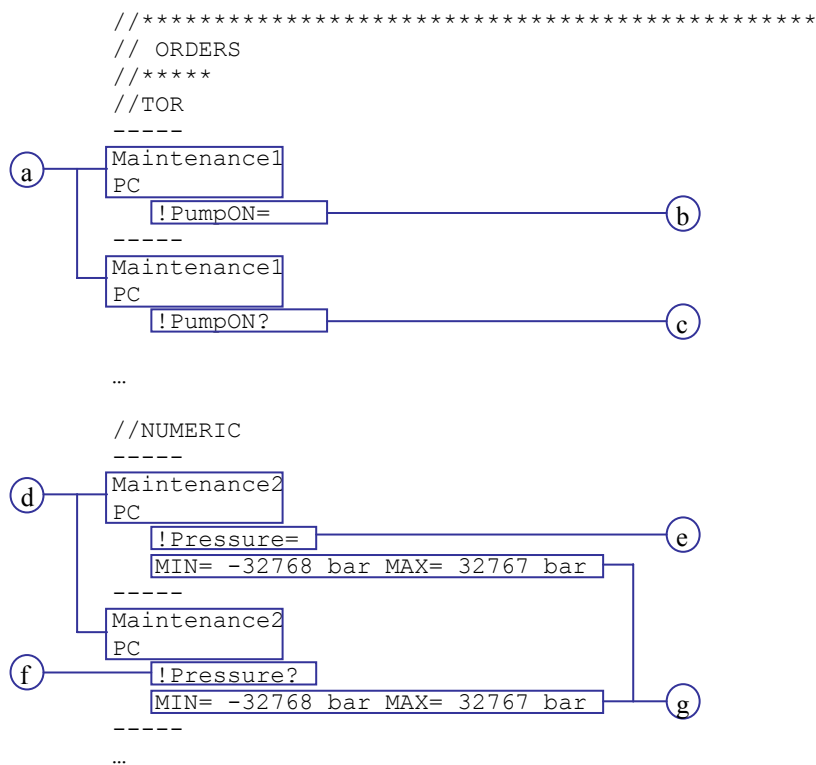 //***********************************************
// ORDERS
//*****
//TOR
-----
a
Maintenance1
PC
!PumpON=
b
-----
Maintenance1
PC
!PumpON?
c
…
//NUMERIC
-----
d
Maintenance2
PC
!Pressure=
e
MIN= -32768 bar MAX= 32767 bar
-----
Maintenance2
PC
f
!Pressure?
MIN= -32768 bar MAX= 32767 bar
g
-----
…